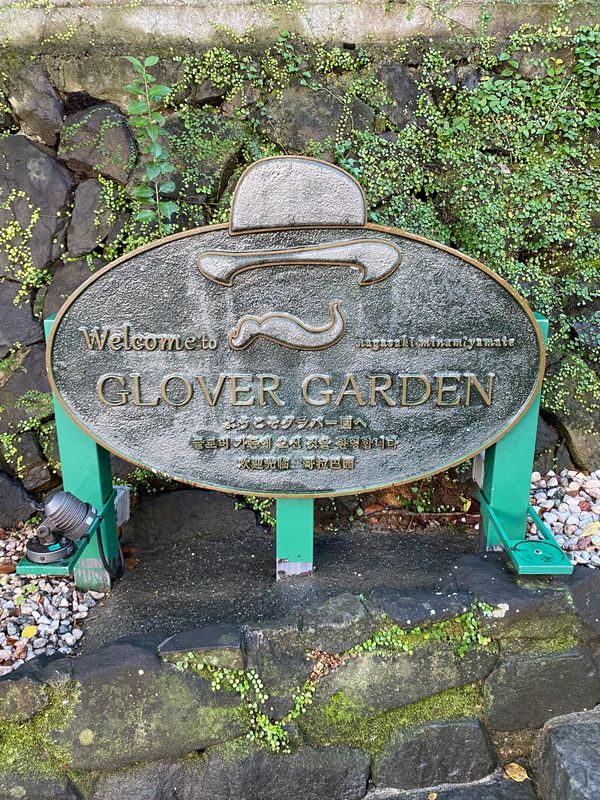 Welcome to
nagasaki minamiyamate
GLOVER GARDEN
ようこそグラバー園へ
글로버 가든에 오신 것을 환영합니다
欢迎光临 哥拉巴園